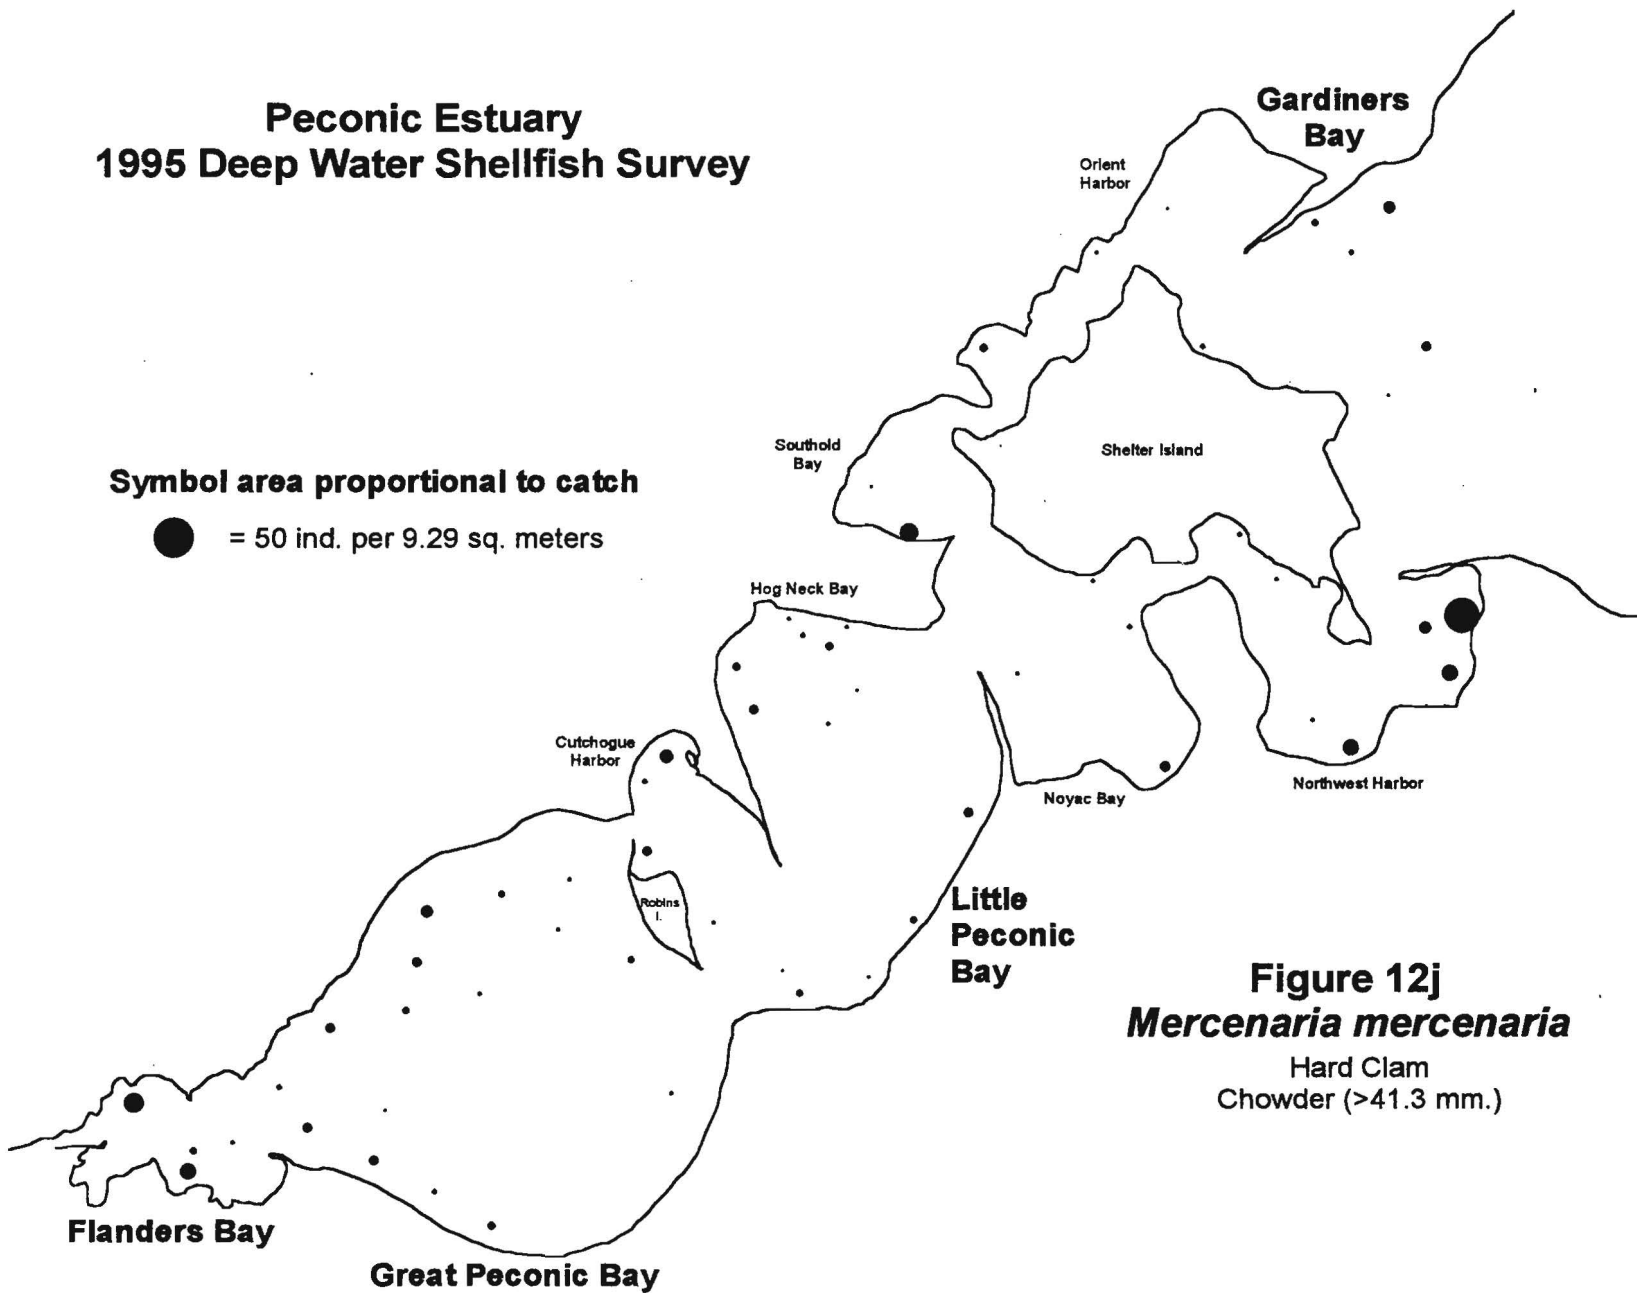 Peconic Estuary
1995 Deep Water Shellfish Survey
Gardiners
Bay
Orient
Harbor
Symbol area proportional to catch
= 50 ind. per 9.29 sq. meters
Southold
Bay
Shelter Island
Hog Neck Bay
Cutchogue
Harbor
Noyac Bay
Northwest Harbor
Robins
I.
Little
Peconic
Bay
Figure 12j
Mercenaria mercenaria
Hard Clam
Chowder (>41.3 mm.)
Flanders Bay
Great Peconic Bay